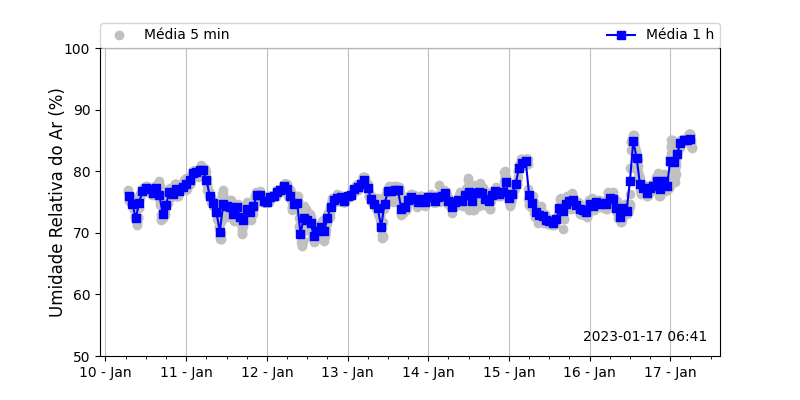 Média 5 min
Média 1 h
Umidade Relativa do Ar (%)
100
90
80
70
60
50
2023-01-17 06:41
10 - Jan
11 - Jan
12 - Jan
13 - Jan
14 - Jan
15 - Jan
16 - Jan
17 - Jan